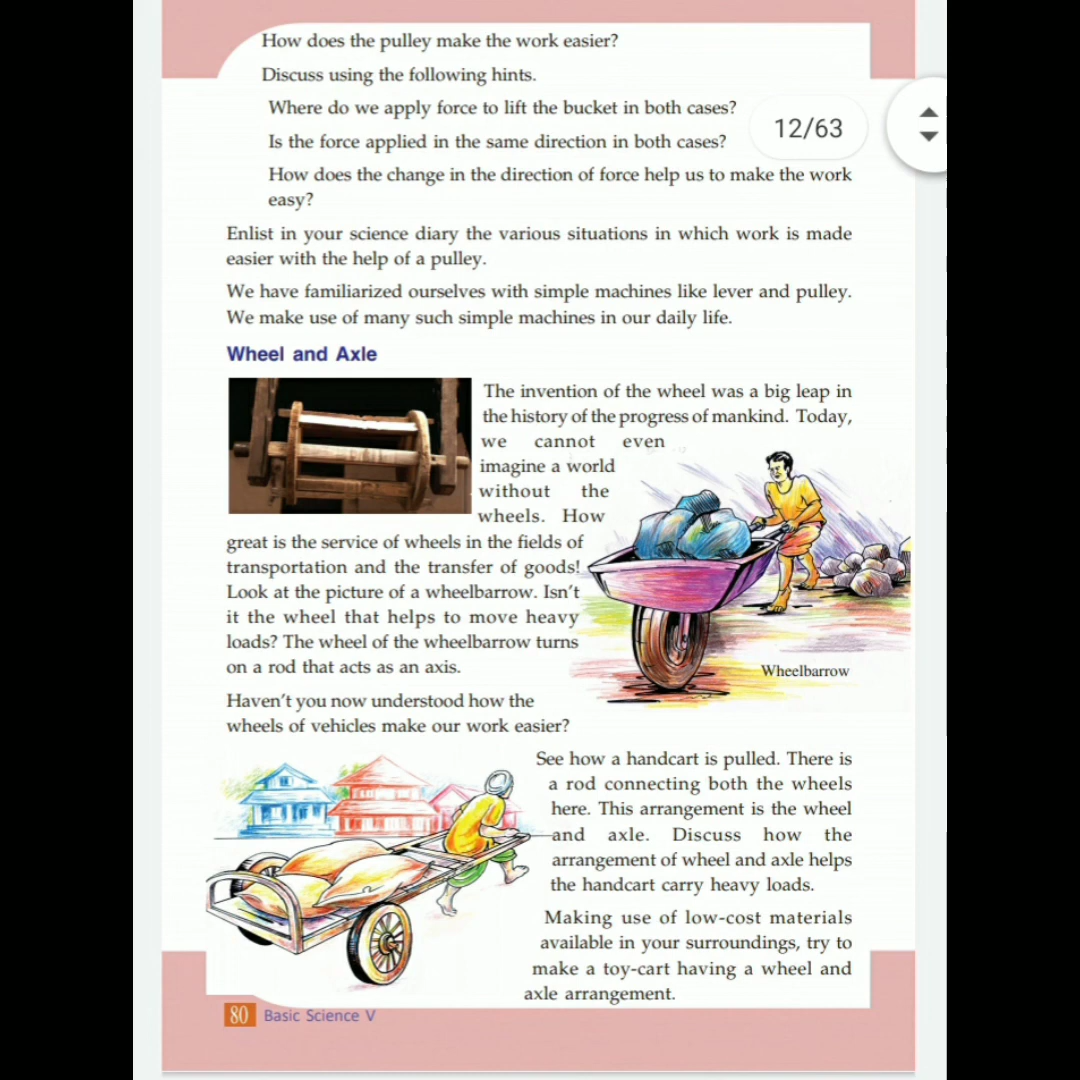 How does the pulley make the work easier?
Discuss using the following hints.
Where do we apply force to lift the bucket in both cases?
12/63
Is the force applied in the same direction in both cases?
How does the change in the direction of force help us to make the work
easy?
Enlist in your science diary the various situations in which work is made
easier with the help of a pulley.
We have familiarized ourselves with simple machines like lever and pulley.
We make use of many such simple machines in our daily life.
Wheel and Axle
The invention of the wheel was a big leap in
the history of the progress of mankind. Today,
we cannot even
imagine a world
without the
wheels. How
great is the service of wheels in the fields of
transportation and the transfer of goods!
Look at the picture of a wheelbarrow. Isn't
it the wheel that helps to move heavy
loads? The wheel of the wheelbarrow turns
on a rod that acts as an axis.
Wheelbarrow
Haven't you now understood how the
wheels of vehicles make our work easier?
See how a handcart is pulled. There is
a rod connecting both the wheels
here. This arrangement is the wheel
and axle. Discuss how the
arrangement of wheel and axle helps
the handcart carry heavy loads.
Making use of low-cost materials
available in your surroundings, try to
make a toy-cart having a wheel and
axle arrangement.
80 Basic Science V